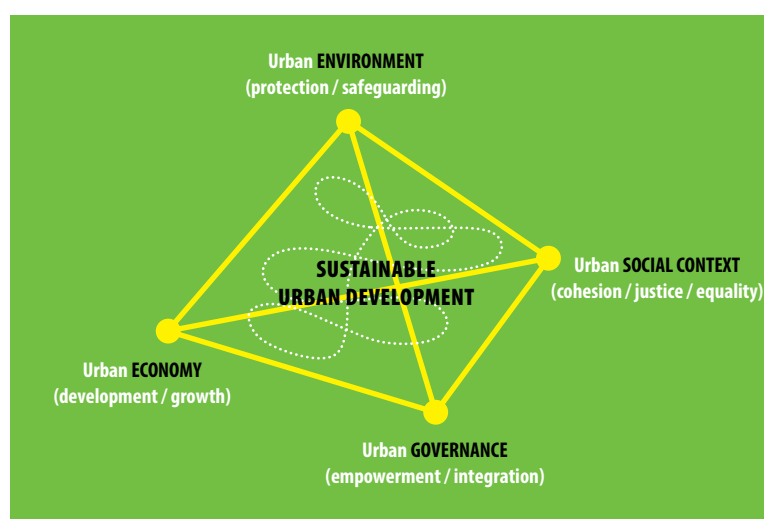 Urban ENVIRONMENT
(protection / safeguarding)
SUSTAINABLE
URBAN DEVELOPMENT
Urban SOCIAL CONTEXT
(cohesion / justice / equality)
Urban ECONOMY
(development / growth)
Urban GOVERNANCE
(empowerment / integration)